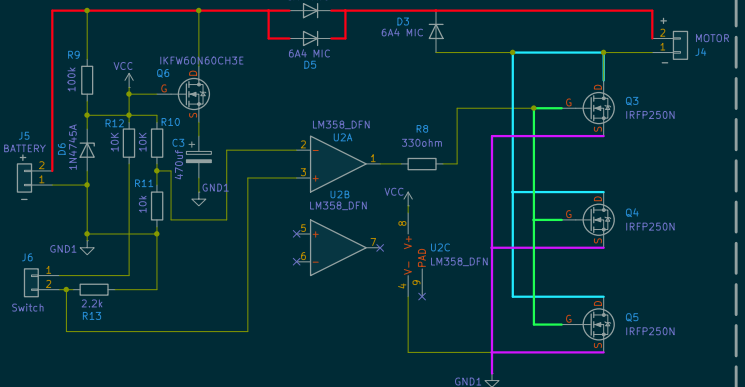 D3
6A4 MIC
6A4 MIC
D5
+
2
1
-
MOTOR
J4
R9
100k
VCC
IKFW60N60CH3E
Q6
D
G
S
R12
10K
R10
10K
C3
+
470uf
GND1
J5
BATTERY
+
2
1
-
D6
1N4745A
R11
10k
GND1
J6
1
2
Switch
2.2k
R13
LM358_DFN
U2A
2
-
3
+
1
R8
330ohm
U2B
LM358_DFN
5
+
6
-
7
VCC
8
V+
U2C
LM358_DFN
V-
PAD
4
9
D
G
S
Q3
IRFP250N
D
G
S
Q4
IRFP250N
D
G
S
Q5
IRFP250N
GND1